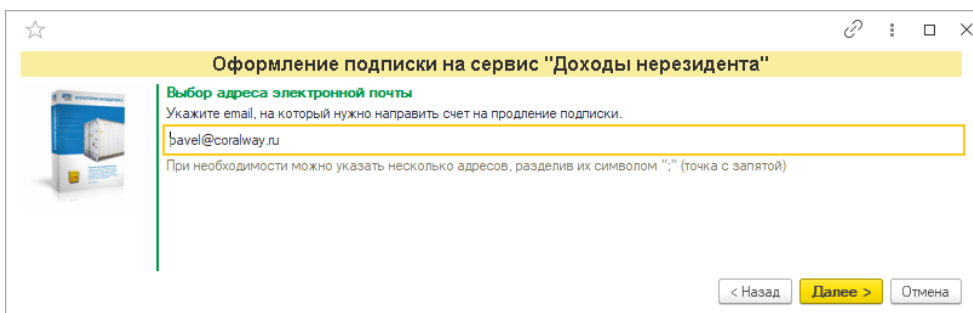 Оформление подписки на сервис "Доходы нерезидента"
Выбор адреса электронной почты
Укажите email, на который нужно направить счет на продление подписки.
pavel@coralway.ru
При необходимости можно указать несколько адресов, разделив их символом ";" (точка с запятой)
< Назад
Далее >
Отмена